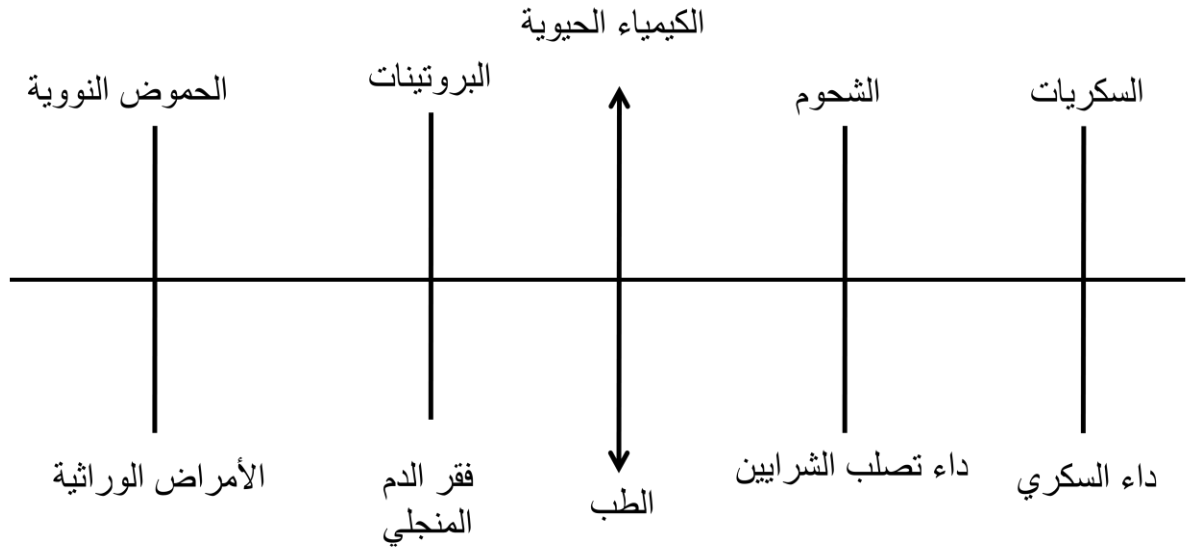 الكيمياء الحيوية
السكريات
الشحوم
البروتينات
الحموض النووية
داء السكري
داء تصلب الشرايين
الطب
فقر الدم
المنجلي
الأمراض الوراثية